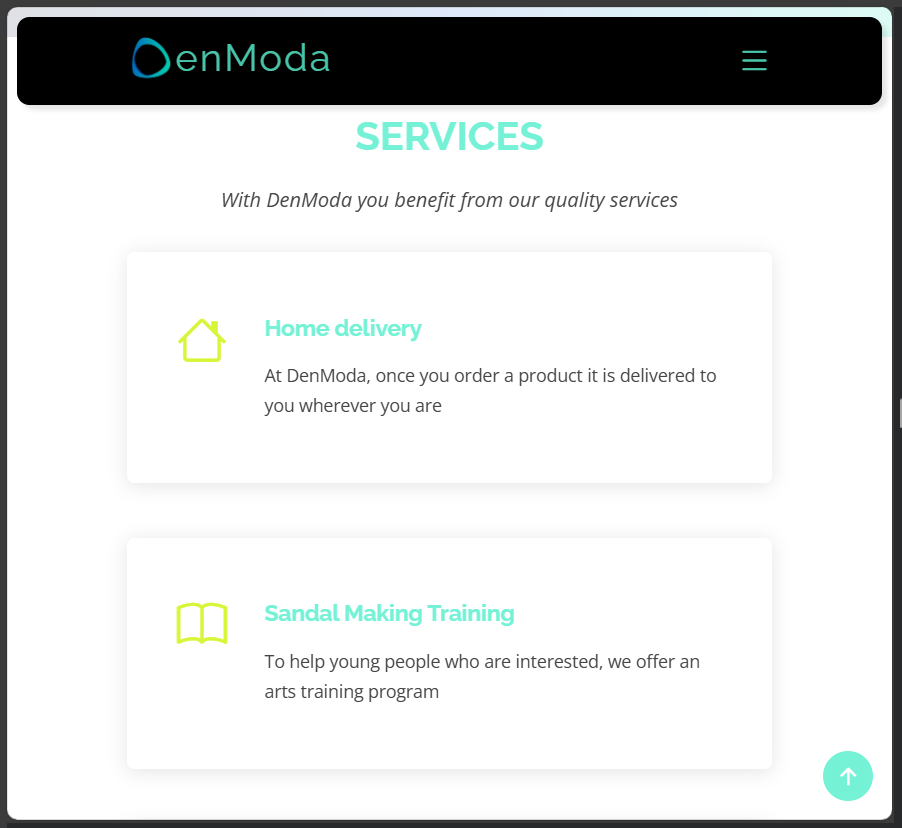 DenModa
SERVICES
With DenModa you benefit from our quality services
Home delivery
At DenModa, once you order a product it is delivered to
you wherever you are
Sandal Making Training
To help young people who are interested, we offer an
arts training program